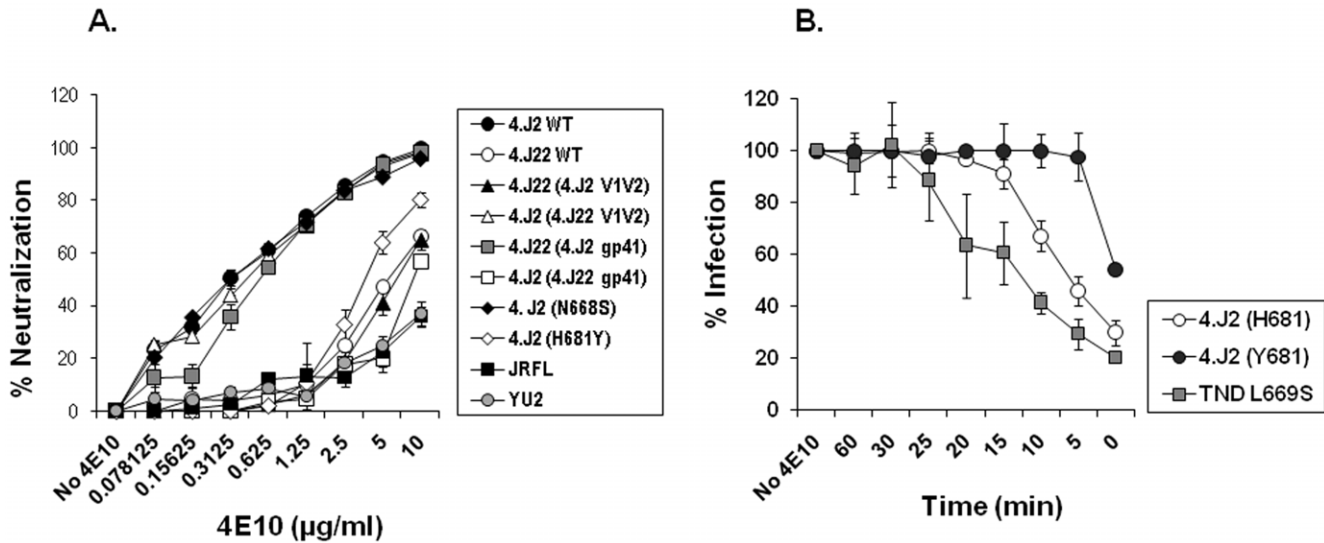 A.
% Neutralization
120
100
80
60
40
20
0
No 4E10
0.078125
0.15625
0.3125
0.625
1.25
2.5
5
10
4E10 (µg/ml)
4.J2 WT
4.J22 WT
4.J22 (4.J2 V1V2)
4.J2 (4.J22 V1V2)
4.J22 (4.J2 gp41)
4.J2 (4.J22 gp41)
4. J2 (N668S)
4.J2 (H681Y)
JRFL
YU2
B.
% Infection
120
100
80
60
40
20
0
No 4E10
60
30
25
20
15
10
5
0
Time (min)
4.J2 (H681)
4.J2 (Y681)
TND L669S